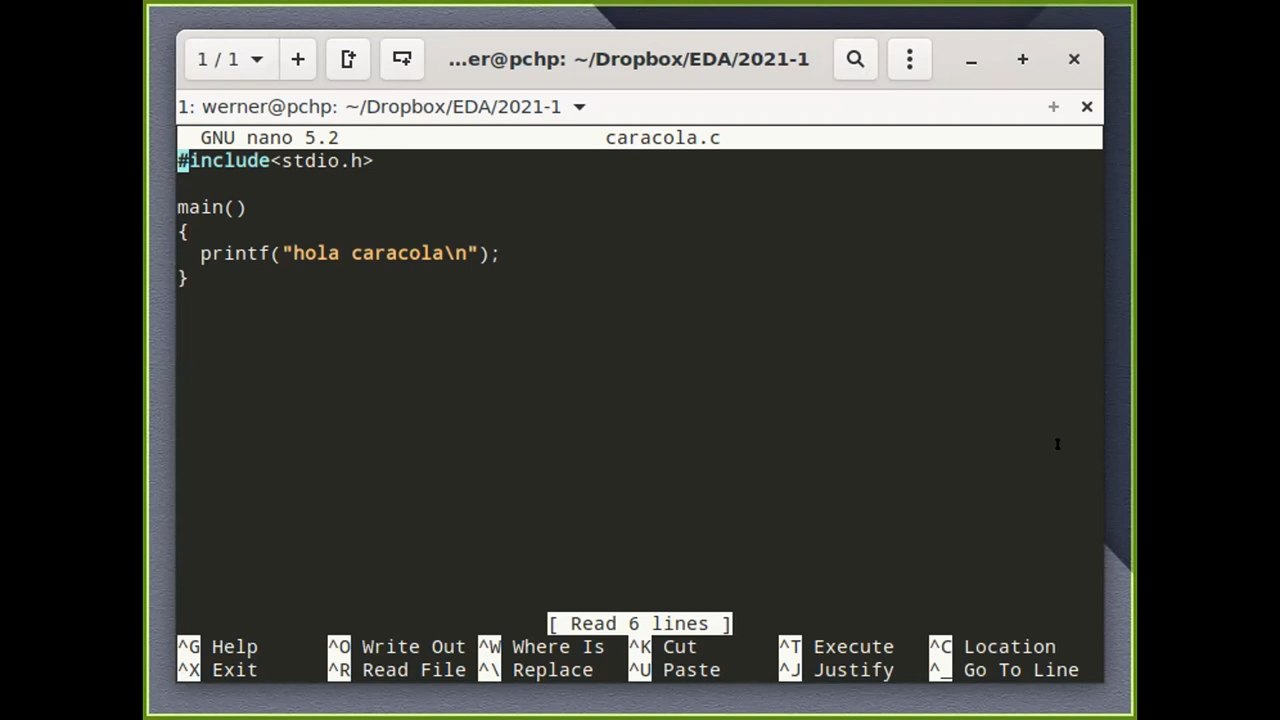 1 / 1
...er@pchp: ~/Dropbox/EDA/2021-1
1: werner@pchp: ~/Dropbox/EDA/2021-1
GNU nano 5.2 caracola.c
#include<stdio.h>
main()
{
printf("hola caracola\n");
}
[ Read 6 lines ]
^G Help ^O Write Out ^W Where Is ^K Cut ^T Execute ^C Location
^X Exit ^R Read File ^\ Replace ^U Paste ^J Justify ^_ Go To Line